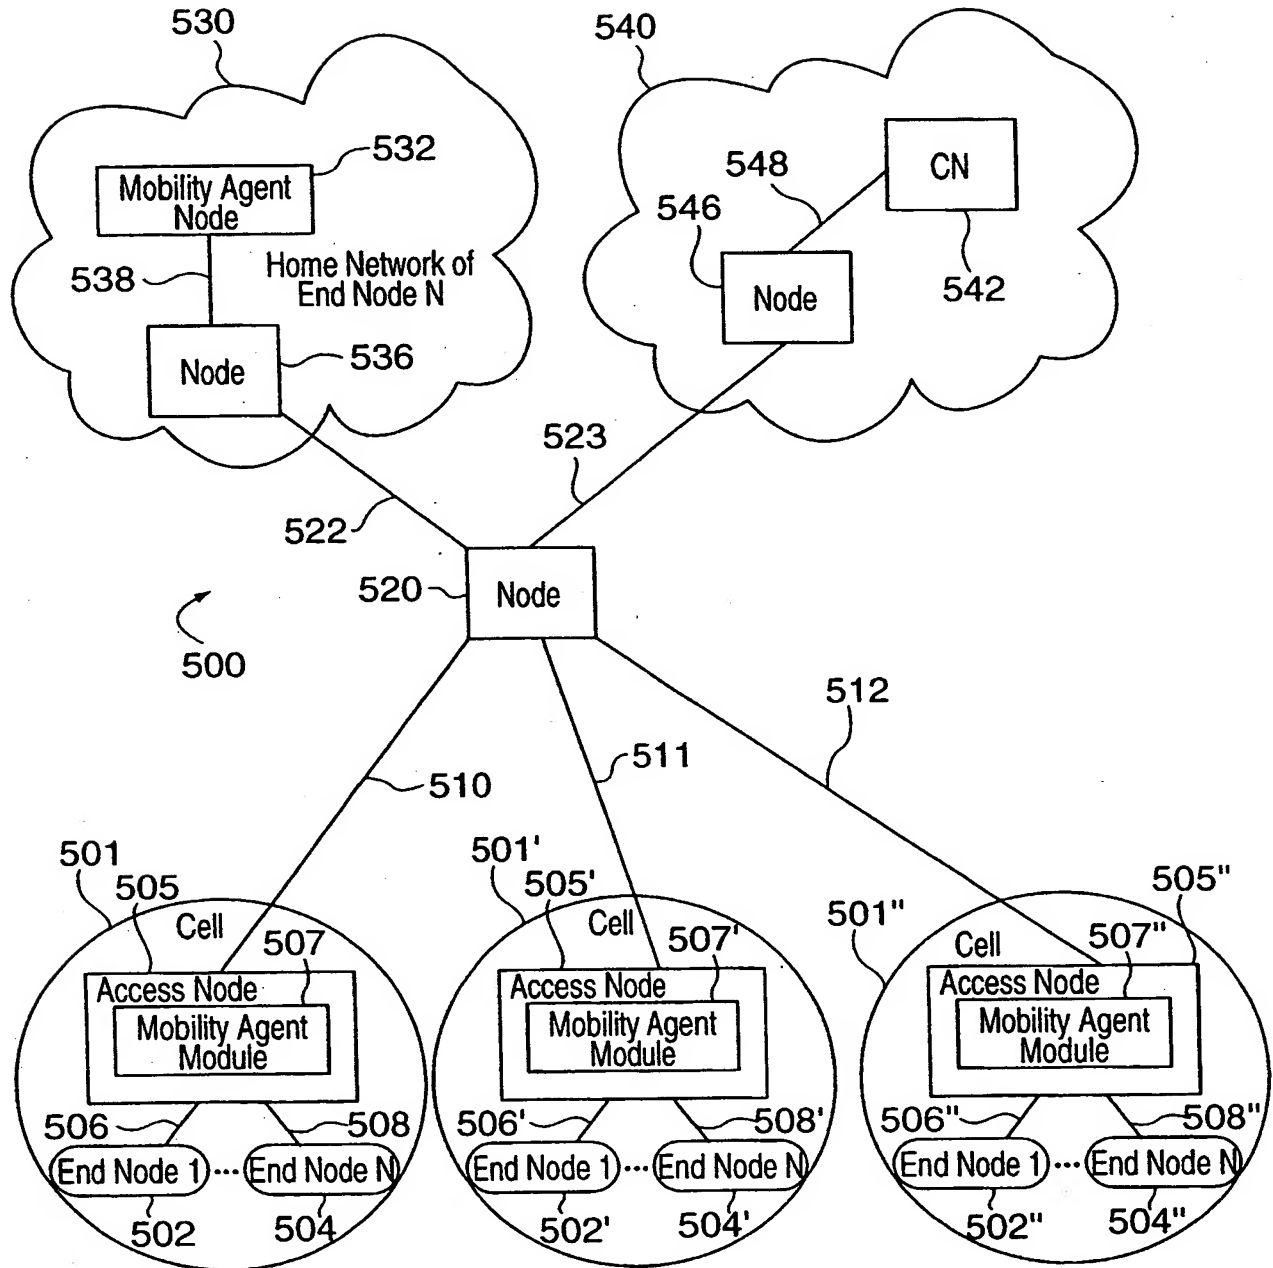 530
540
532
Mobility Agent
Node
548
CN
546
538
Home Network of
End Node N
542
Node
536
Node
523
522
520
Node
500
512
511
510
501
501'
505
505'
505"
501"
Cell
Cell
507
507'
Cell
507"
Access Node
Access Node
Access Node
Mobility Agent
Module
Mobility Agent
Module
Mobility Agent
Module
506
508
506'
508'
506"
508"
End Node 1
...
End Node N
End Node 1
...
End Node N
End Node 1
...
End Node N
502
504
502'
504'
502"
504"